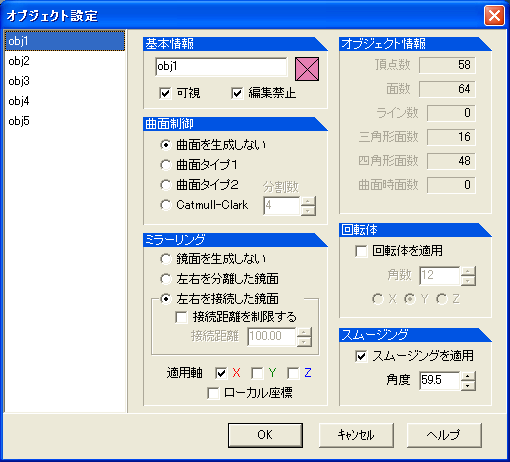 オブジェクト設定
obj1
obj2
obj3
obj4
obj5
基本情報
obj1
可視
編集禁止
曲面制御
曲面を生成しない
曲面タイプ1
曲面タイプ2
分割数
Catmull-Clark
4
ミラーリング
鏡面を生成しない
左右を分離した鏡面
左右を接続した鏡面
接続距離を制限する
接続距離
100.00
適用軸
X
Y
Z
ローカル座標
オブジェクト情報
頂点数
58
面数
64
ライン数
0
三角形面数
16
四角形面数
48
曲面時面数
0
回転体
回転体を適用
角数
12
X
Y
Z
スムージング
スムージングを適用
角度
59.5
OK
キャンセル
ヘルプ